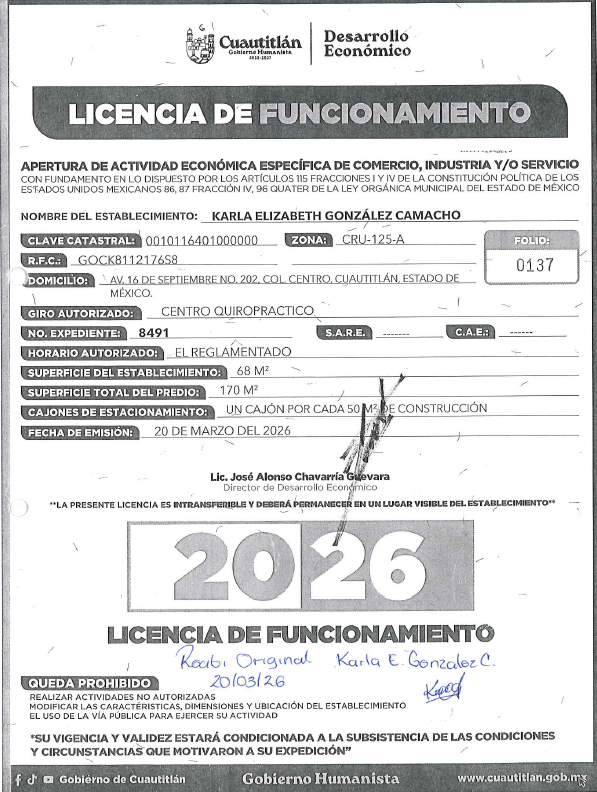 Cuautitlán
Gobierno Humanista
2025-2027
Desarrollo
Económico
LICENCIA DE FUNCIONAMIENTO
APERTURA DE ACTIVIDAD ECONÓMICA ESPECÍFICA DE COMERCIO, INDUSTRIA Y/O SERVICIO
CON FUNDAMENTO EN LO DISPUESTO POR LOS ARTÍCULOS 115 FRACCIONES I Y IV DE LA CONSTITUCIÓN POLÍTICA DE LOS
ESTADOS UNIDOS MEXICANOS 86, 87 FRACCIÓN IV, 96 QUATER DE LA LEY ORGÁNICA MUNICIPAL DEL ESTADO DE MÉXICO
NOMBRE DEL ESTABLECIMIENTO: KARLA ELIZABETH GONZÁLEZ CAMACHO
CLAVE CATASTRAL: 0010116401000000 ZONA: CRU-125-A
FOLIO:
0137
R.F.C.: GOCK8112176S8
DOMICILIO: AV. 16 DE SEPTIEMBRE NO. 202, COL. CENTRO, CUAUTITLÁN, ESTADO DE
MÉXICO.
GIRO AUTORIZADO: CENTRO QUIROPRACTICO
NO. EXPEDIENTE: 8491 S.A.R.E. ------- C.A.E.: ------
HORARIO AUTORIZADO: EL REGLAMENTADO
SUPERFICIE DEL ESTABLECIMIENTO: 68 M²
SUPERFICIE TOTAL DEL PREDIO: 170 M²
CAJONES DE ESTACIONAMIENTO: UN CAJÓN POR CADA 50 M² DE CONSTRUCCIÓN
FECHA DE EMISIÓN: 20 DE MARZO DEL 2026
Lic. José Alonso Chavarría Guevara
Director de Desarrollo Económico
**LA PRESENTE LICENCIA ES INTRANSFERIBLE Y DEBERÁ PERMANECER EN UN LUGAR VISIBLE DEL ESTABLECIMIENTO**
2026
LICENCIA DE FUNCIONAMIENTO
Recibi Original Karla E. Gonzalez C.
20/03/26
QUEDA PROHIBIDO
REALIZAR ACTIVIDADES NO AUTORIZADAS
MODIFICAR LAS CARACTERÍSTICAS, DIMENSIONES Y UBICACIÓN DEL ESTABLECIMIENTO
EL USO DE LA VÍA PÚBLICA PARA EJERCER SU ACTIVIDAD
"SU VIGENCIA Y VALIDEZ ESTARÁ CONDICIONADA A LA SUBSISTENCIA DE LAS CONDICIONES
Y CIRCUNSTANCIAS QUE MOTIVARON A SU EXPEDICIÓN"
Gobierno de Cuautitlán Gobierno Humanista www.cuautitlan.gob.mx